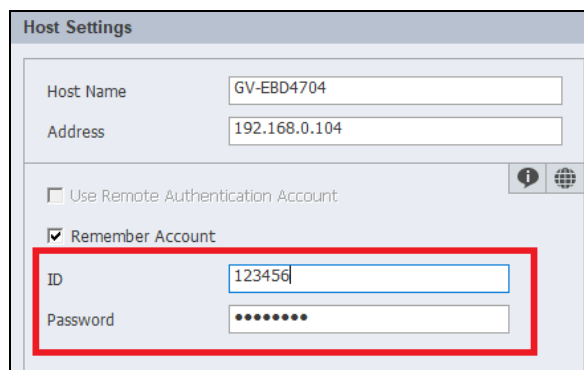 Host Settings
Host Name GV-EBD4704
Address 192.168.0.104
Use Remote Authentication Account
Remember Account
ID 123456
Password ••••••••